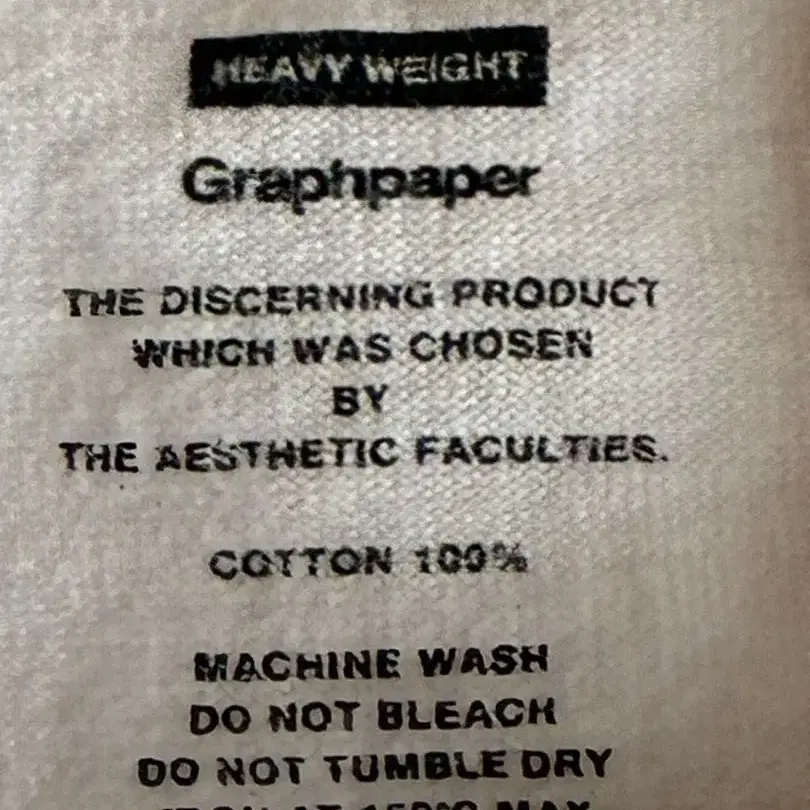 HEAVY WEIGHT
Graphpaper
THE DISCERNING PRODUCT
WHICH WAS CHOSEN
BY
THE AESTHETIC FACULTIES.
COTTON 100%
MACHINE WASH
DO NOT BLEACH
DO NOT TUMBLE DRY